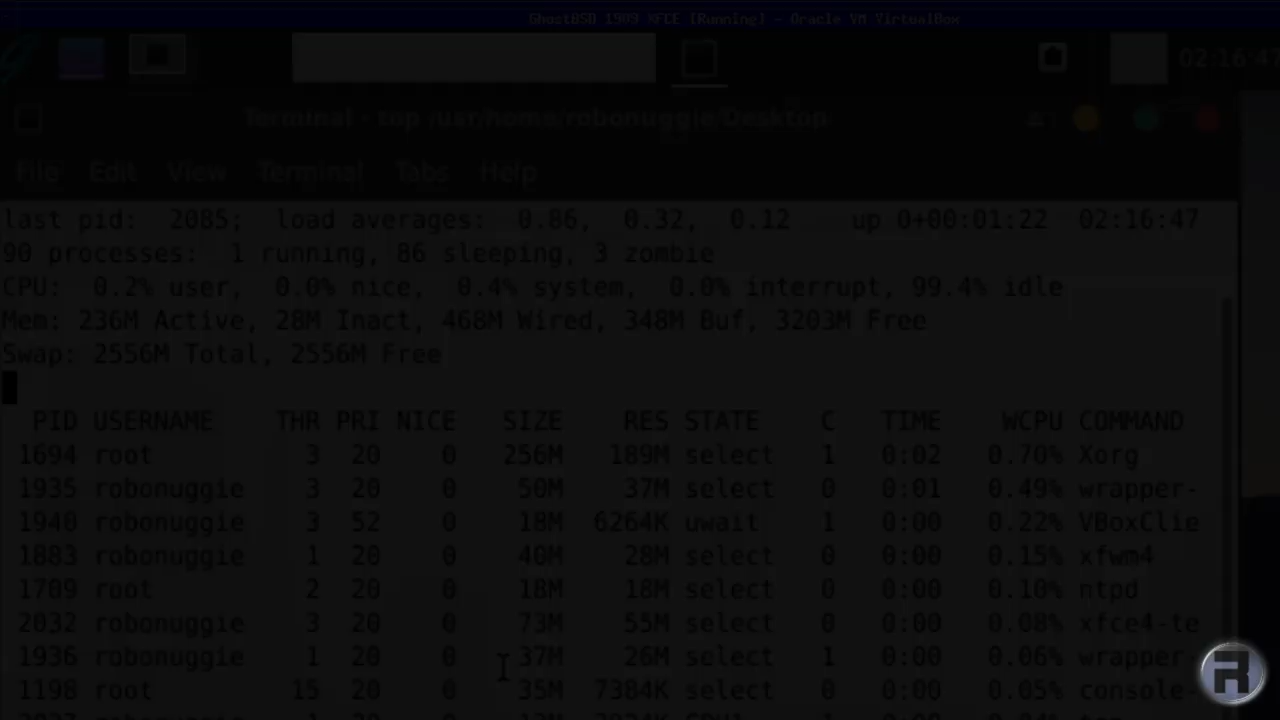 GhostBSD 1909 XFCE [Running] - Oracle VM VirtualBox
02:16:47
Terminal - top /usr/home/robonuggie/Desktop
File Edit View Terminal Tabs Help
last pid: 2085; load averages: 0.86, 0.32, 0.12 up 0+00:01:22 02:16:47
90 processes: 1 running, 86 sleeping, 3 zombie
CPU: 0.2% user, 0.0% nice, 0.4% system, 0.0% interrupt, 99.4% idle
Mem: 236M Active, 28M Inact, 468M Wired, 348M Buf, 3203M Free
Swap: 2556M Total, 2556M Free
PID USERNAME THR PRI NICE SIZE RES STATE C TIME WCPU COMMAND
1694 root 3 20 0 256M 189M select 1 0:02 0.70% Xorg
1935 robonuggie 3 20 0 50M 37M select 0 0:01 0.49% wrapper-
1940 robonuggie 3 52 0 18M 6264K uwait 1 0:00 0.22% VBoxClie
1883 robonuggie 1 20 0 40M 28M select 0 0:00 0.15% xfwm4
1709 root 2 20 0 18M 18M select 0 0:00 0.10% ntpd
2032 robonuggie 3 20 0 73M 55M select 0 0:00 0.08% xfce4-te
1936 robonuggie 1 20 0 37M 26M select 1 0:00 0.06% wrapper-
1198 root 15 20 0 35M 7384K select 0 0:00 0.05% console-